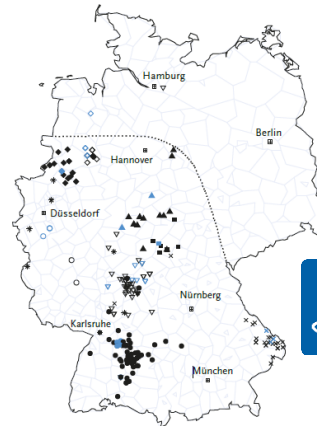 Hamburg
Berlin
Hannover
Düsseldorf
Nürnberg
Karlsruhe
München